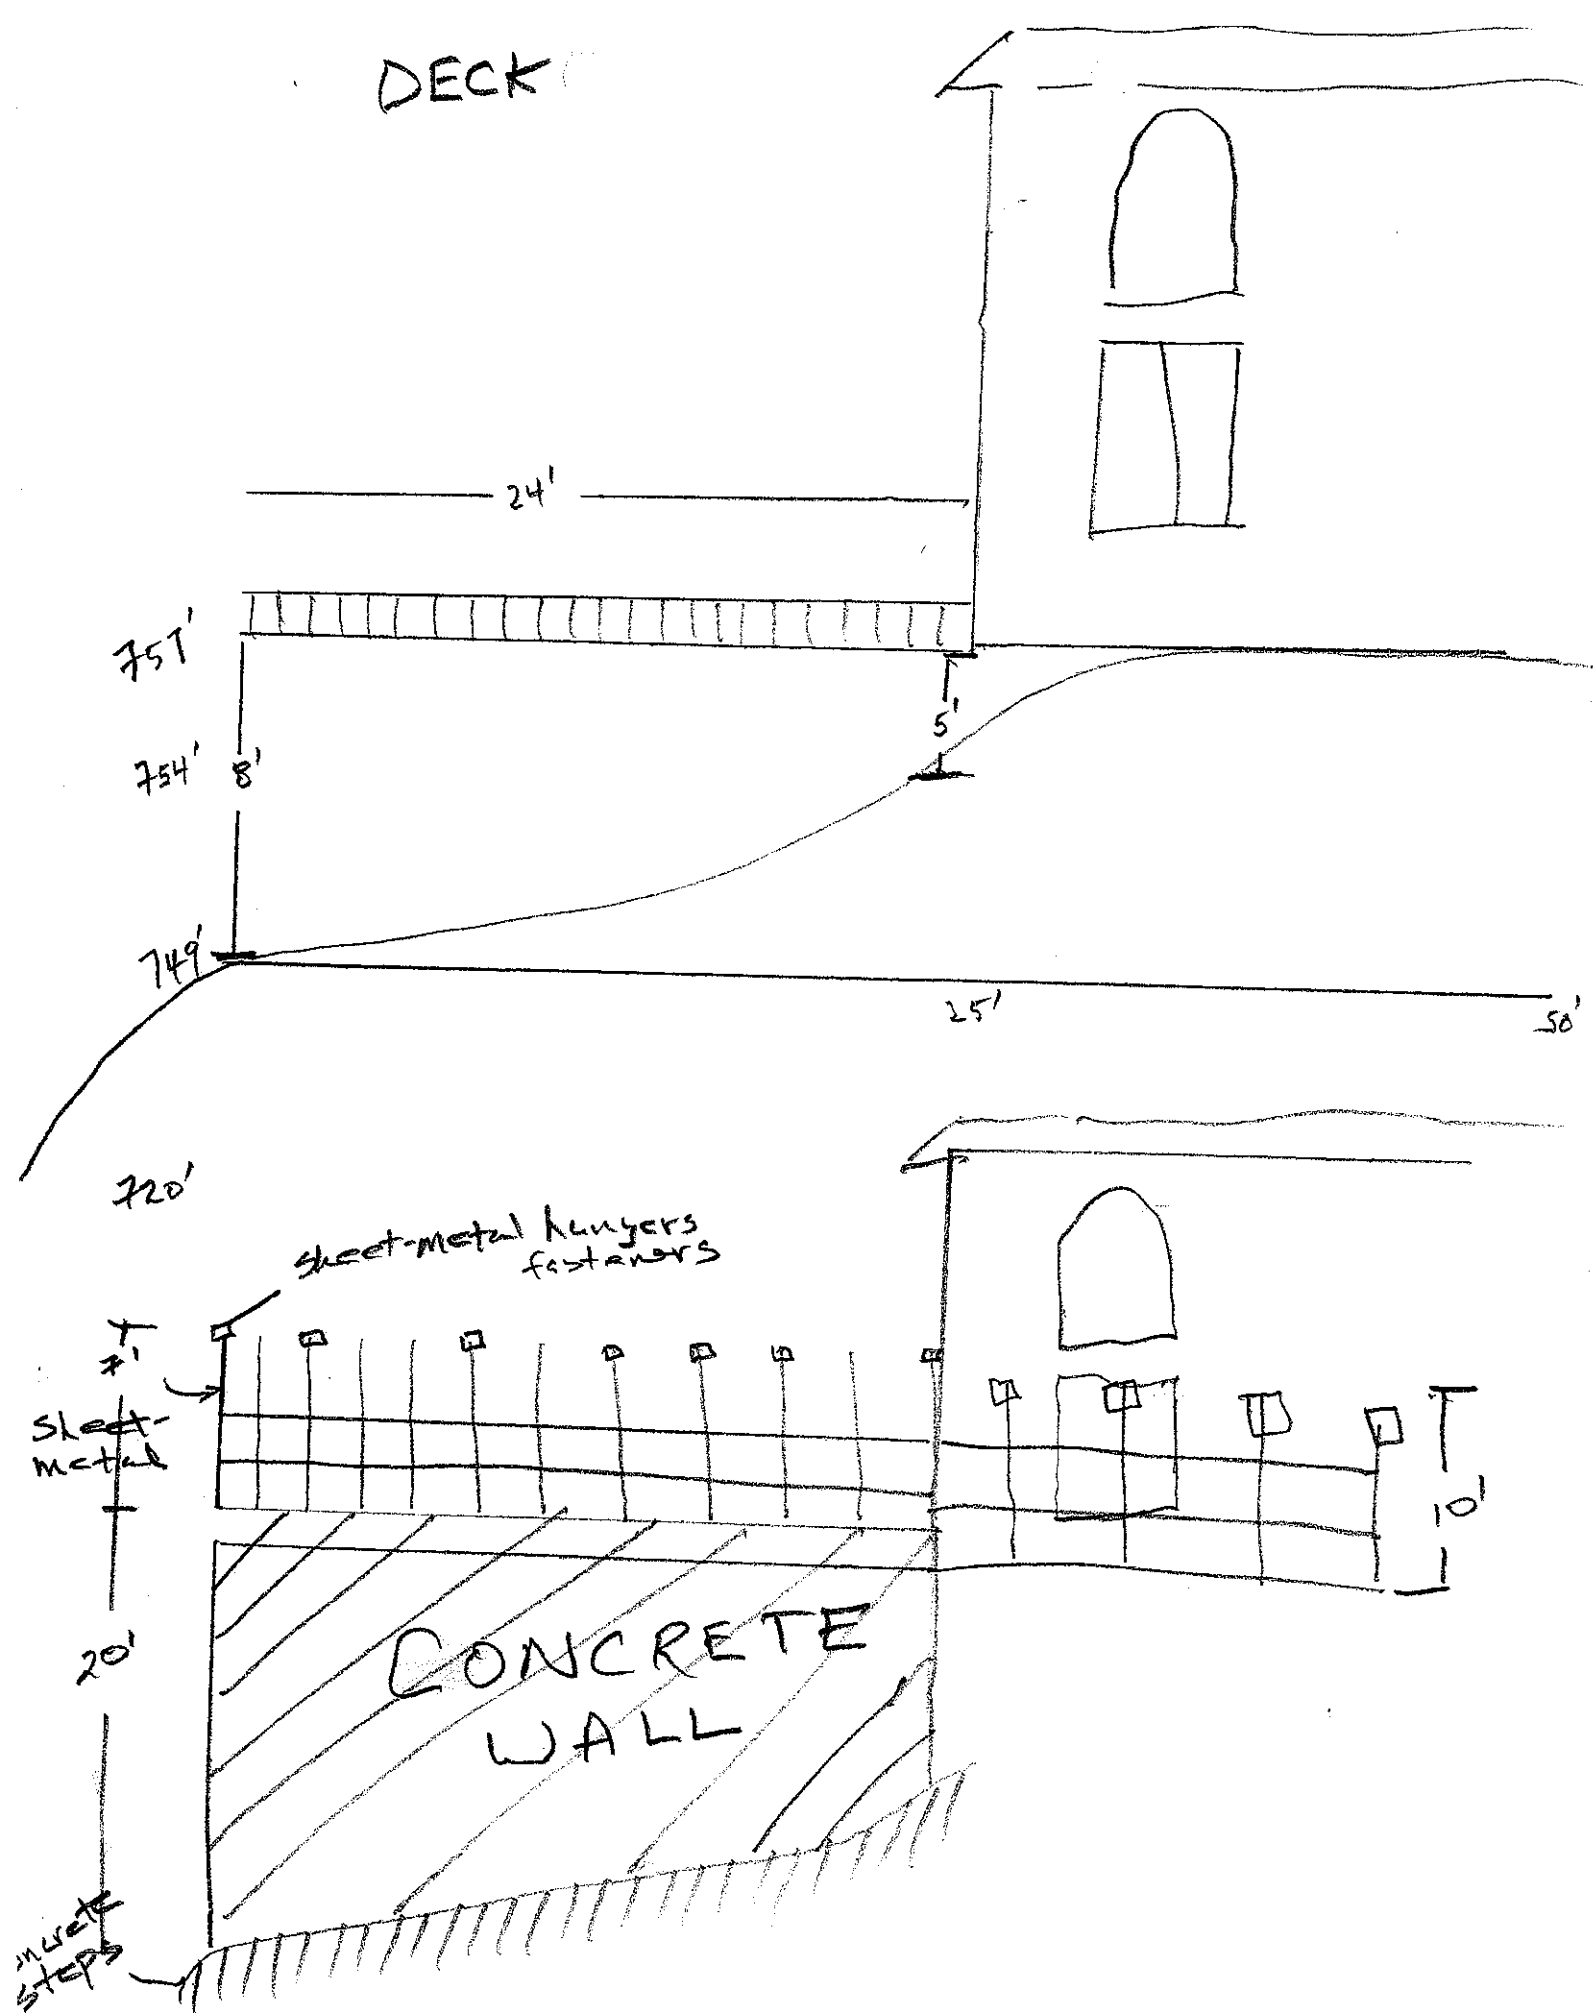 DECK
24'
757'
5'
754'
8'
749'
25'
50'
720'
sheet-metal hangers
fasteners
7'
sheet-
metal
10'
20'
CONCRETE
WALL
steps